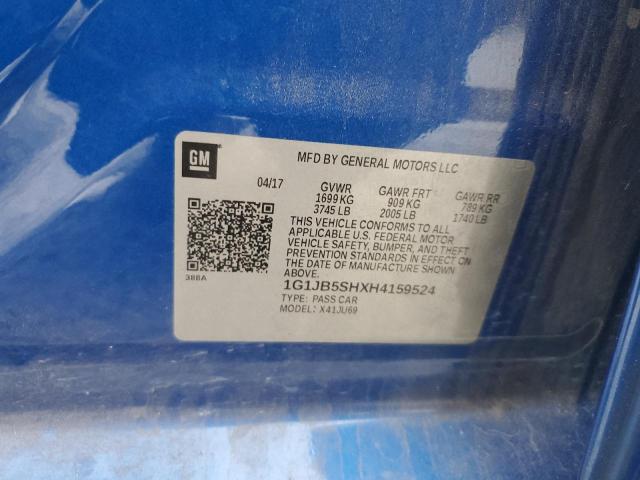 GM
MFD BY GENERAL MOTORS LLC
04/17 GVWR GAWR FRT GAWR RR
1699 KG 909 KG 789 KG
3745 LB 2005 LB 1740 LB
THIS VEHICLE CONFORMS TO ALL
APPLICABLE U.S. FEDERAL MOTOR
VEHICLE SAFETY, BUMPER, AND THEFT
PREVENTION STANDARDS IN EFFECT ON
THE DATE OF MANUFACTURE SHOWN
ABOVE.
388A
1G1JB5SHXH4159524
TYPE: PASS CAR
MODEL: X41JU69